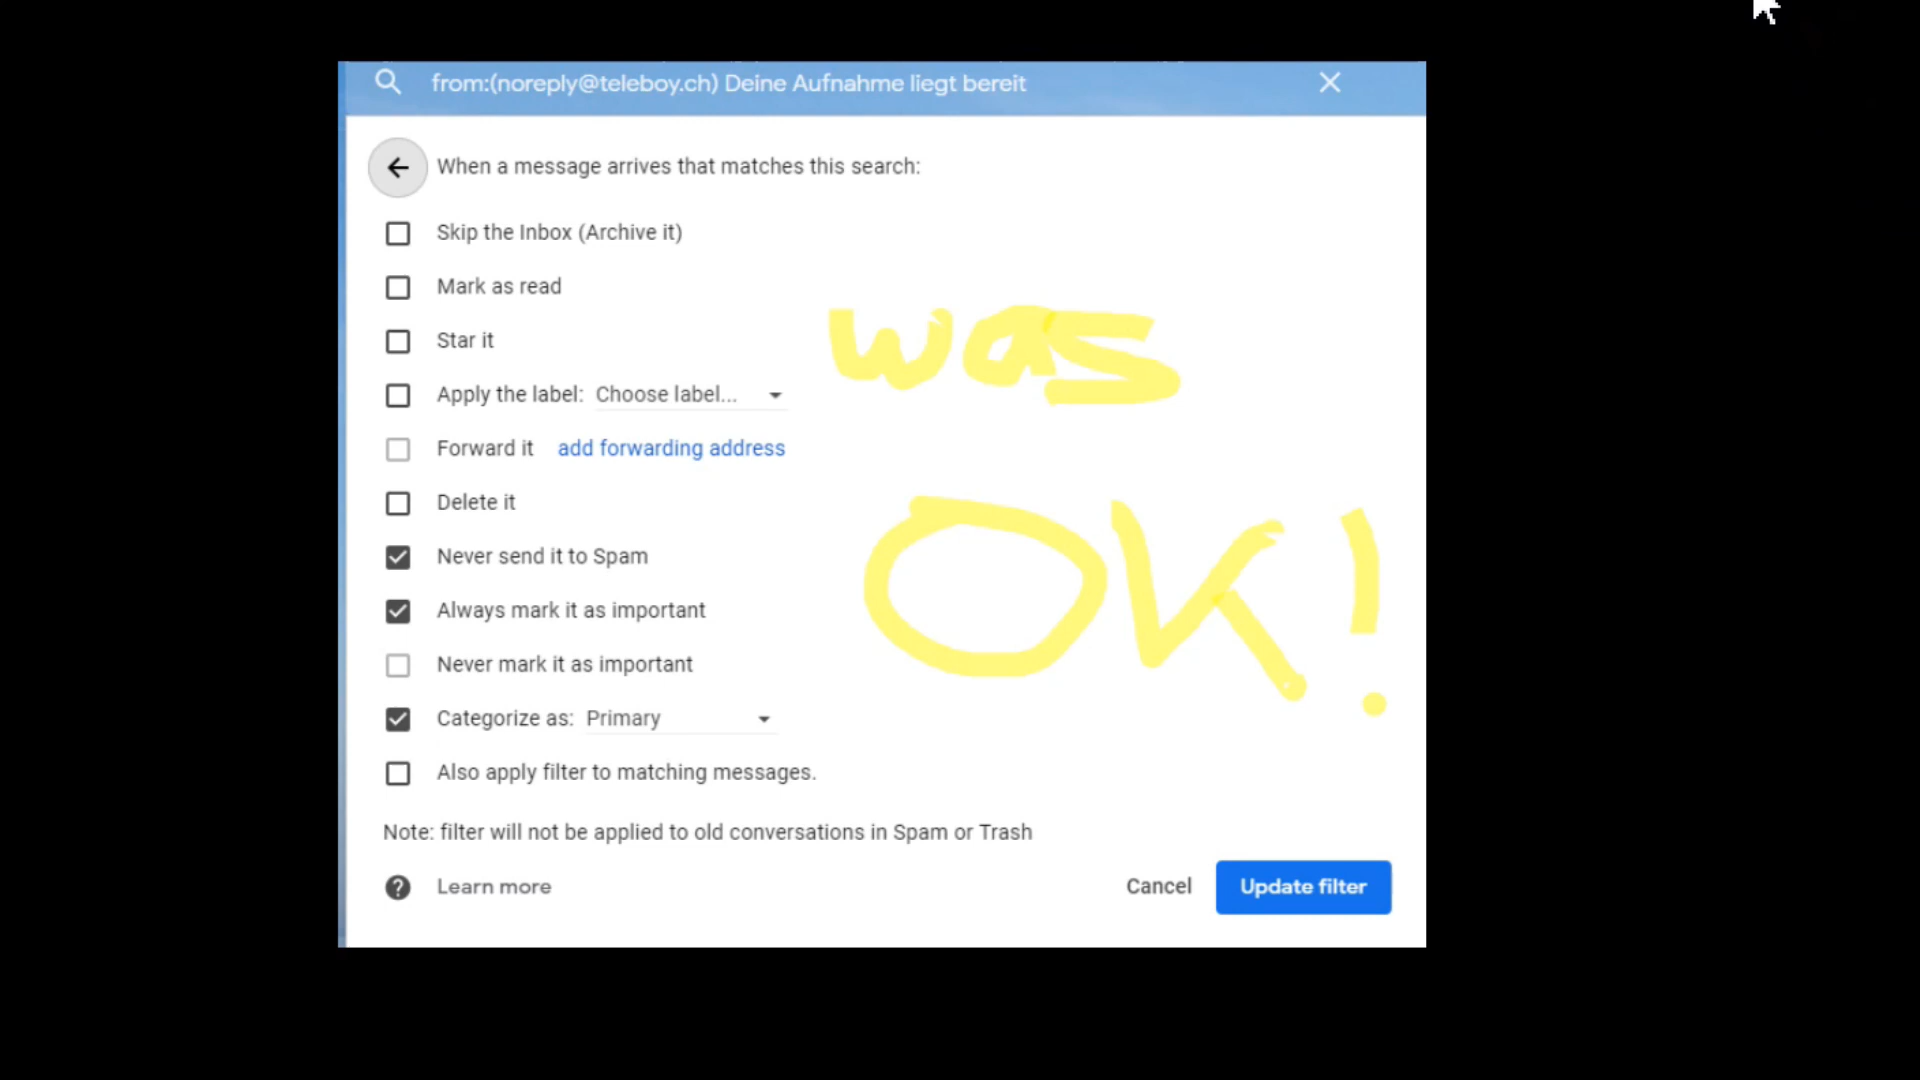 from:(noreply@teleboy.ch) Deine Aufnahme liegt bereit
When a message arrives that matches this search:
Skip the Inbox (Archive it)
Mark as read
Star it
was
Apply the label: Choose label...
Forward it add forwarding address
Delete it
Never send it to Spam
OK!
Always mark it as important
Never mark it as important
Categorize as: Primary
Also apply filter to matching messages.
Note: filter will not be applied to old conversations in Spam or Trash
Learn more Cancel Update filter